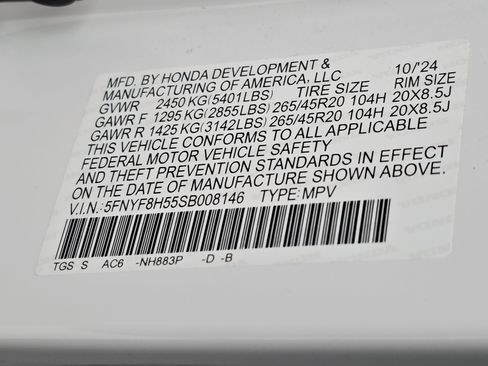 MFD. BY HONDA DEVELOPMENT & 10/'24
MANUFACTURING OF AMERICA, LLC
GVWR 2450 KG(5401LBS) TIRE SIZE RIM SIZE
GAWR F 1295 KG(2855LBS) 265/45R20 104H 20X8.5J
GAWR R 1425 KG(3142LBS) 265/45R20 104H 20X8.5J
THIS VEHICLE CONFORMS TO ALL APPLICABLE
FEDERAL MOTOR VEHICLE SAFETY
AND THEFT PREVENTION STANDARDS IN EFFECT
ON THE DATE OF MANUFACTURE SHOWN ABOVE.
V.I.N.:5FNYF8H55SB008146 TYPE:MPV
TGS S AC6 -NH883P -D -B